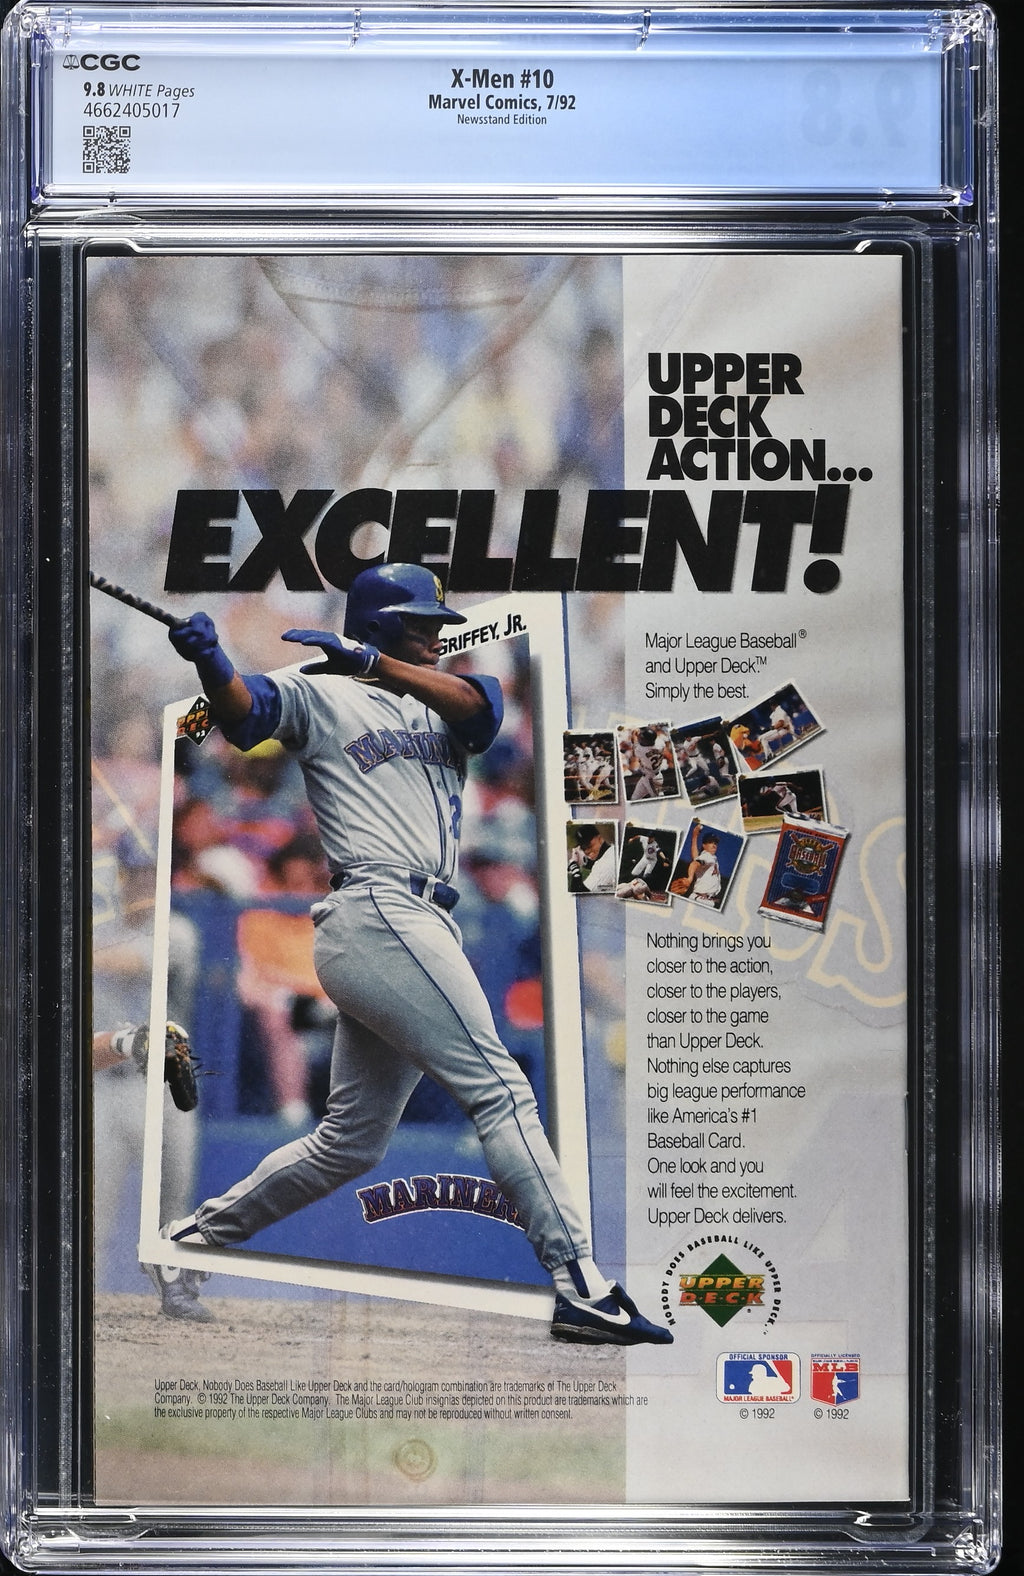 CGC
9.8 WHITE Pages
4662405017
X-Men #10
Marvel Comics, 7/92
Newsstand Edition
UPPER
DECK
ACTION...
EXCELLENT!
GRIFFEY, JR.
Major League Baseball®
and Upper Deck™
Simply the best.
MARINE
Nothing brings you
closer to the action,
closer to the players,
closer to the game
than Upper Deck.
Nothing else captures
big league performance
like America's #1
Baseball Card.
One look and you
will feel the excitement.
Upper Deck delivers.
MARINER
NOBODY DOES BASEBALL LIKE UPPER DECK.™
UPPER
DECK
Upper Deck, Nobody Does Baseball Like Upper Deck and the card/hologram combination are trademarks of The Upper Deck
Company. © 1992 The Upper Deck Company. The Major League Club insignias depicted on this product are trademarks which are
the exclusive property of the respective Major League Clubs and may not be reproduced without written consent.
OFFICIAL SPONSOR
MAJOR LEAGUE BASEBALL
© 1992
OFFICIALLY LICENSED
MLB
© 1992